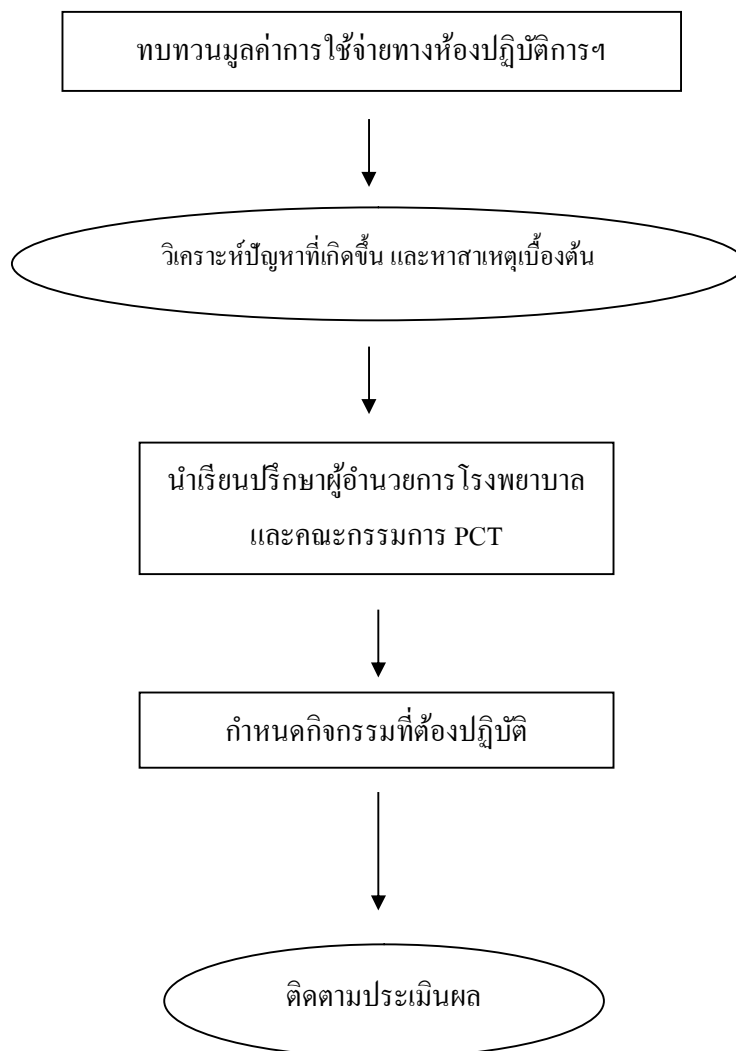 ทบทวนมูลค่าการใช้จ่ายทางห้องปฏิบัติการฯ
วิเคราะห์ปัญหาที่เกิดขึ้น และหาสาเหตุเบื้องต้น
นำเรียนปรึกษาผู้อำนวยการโรงพยาบาล
และคณะกรรมการ PCT
กำหนดกิจกรรมที่ต้องปฏิบัติ
ติดตามประเมินผล